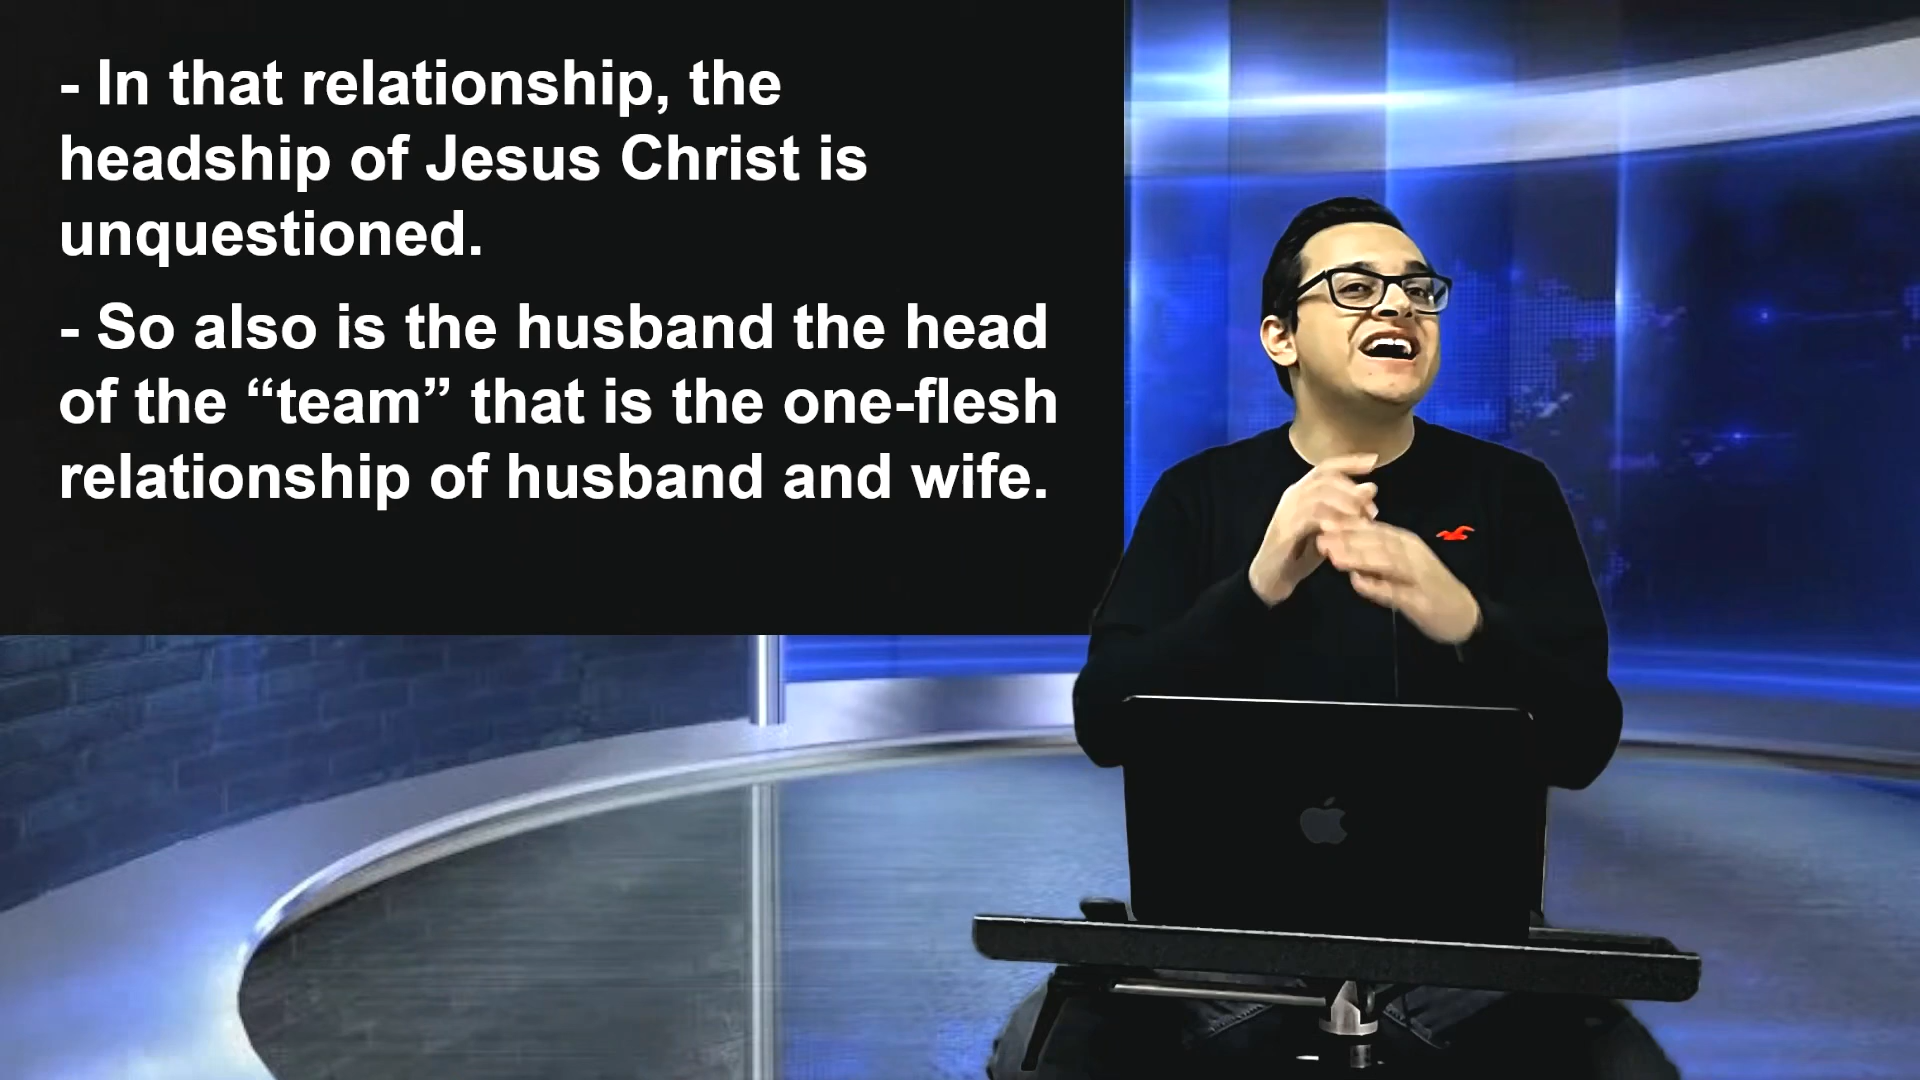 - In that relationship, the
headship of Jesus Christ is
unquestioned.
- So also is the husband the head
of the “team” that is the one-flesh
relationship of husband and wife.